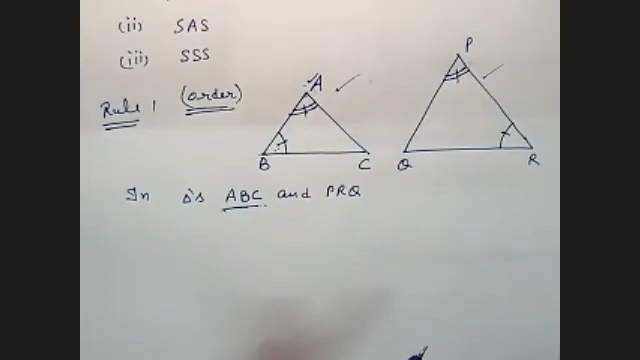 (ii) SAS
(iii) SSS
Rule 1 (order)
A
P
B
C
Q
R
In Δ's ABC and PRQ